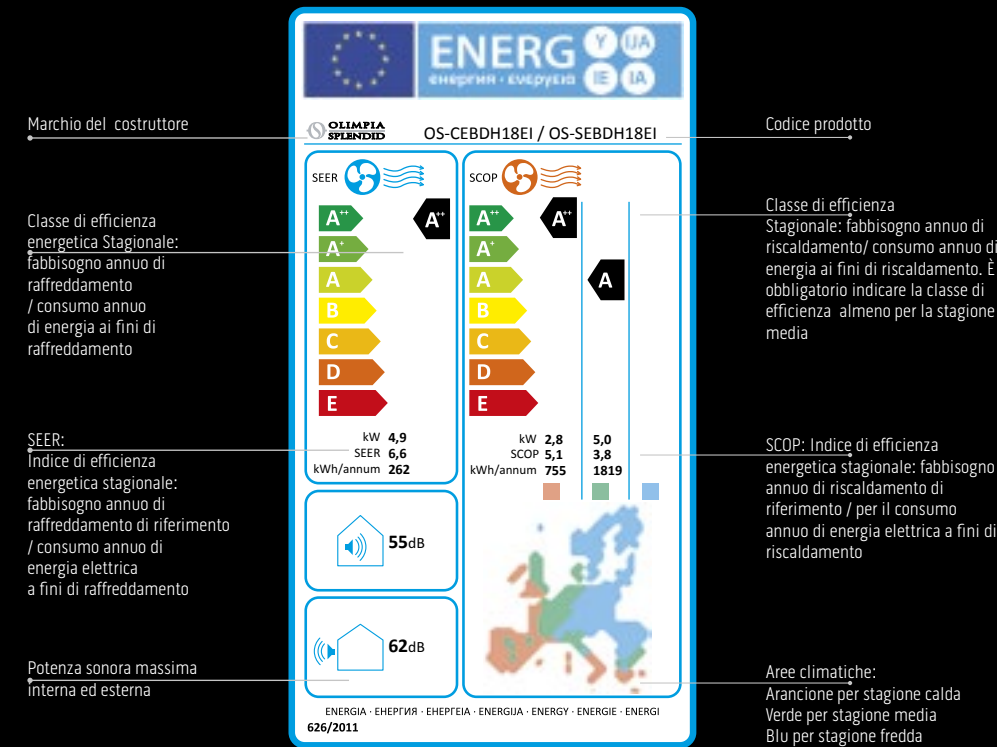 ENERG
Y
UA
IE
IA
енергия · ενεργεια
Marchio del costruttore
OLIMPIA
SPLENDID
OS-CEBDH18EI / OS-SEBDH18EI
Codice prodotto
Classe di efficienza
energetica Stagionale:
fabbisogno annuo di
raffreddamento
/ consumo annuo
di energia ai fini di
raffreddamento
SEER
A++
A++
A+
A
B
C
D
E
SCOP
A++
A++
A+
A
A
B
C
D
E
Classe di efficienza
Stagionale: fabbisogno annuo di
riscaldamento/ consumo annuo di
energia ai fini di riscaldamento. È
obbligatorio indicare la classe di
efficienza almeno per la stagione
media
SEER:
Indice di efficienza
energetica stagionale:
fabbisogno annuo di
raffreddamento di riferimento
/ consumo annuo di
energia elettrica
a fini di raffreddamento
kW 4,9
SEER 6,6
kWh/annum 262
kW 2,8 5,0
SCOP 5,1 3,8
kWh/annum 755 1819
SCOP: Indice di efficienza
energetica stagionale: fabbisogno
annuo di riscaldamento di
riferimento / per il consumo
annuo di energia elettrica a fini di
riscaldamento
55dB
62dB
Potenza sonora massima
interna ed esterna
Aree climatiche:
Arancione per stagione calda
Verde per stagione media
Blu per stagione fredda
ENERGIA · ЕНЕРГИЯ · ΕΝΕΡΓΕΙΑ · ENERGIJA · ENERGY · ENERGIE · ENERGI
626/2011